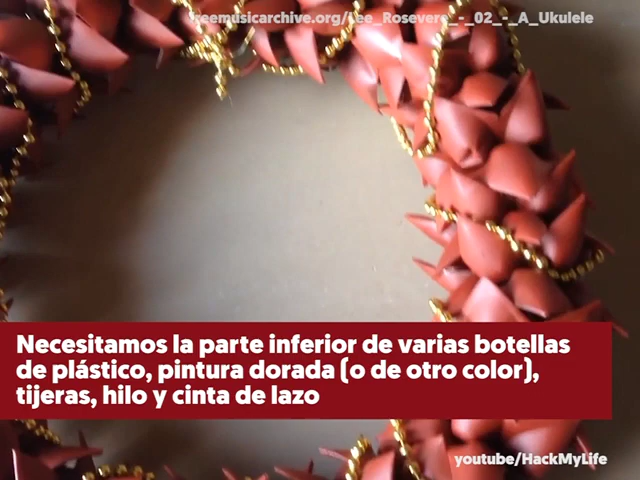 freemusicarchive.org/Lee_Rosevere_-_02_-_A_Ukulele
Necesitamos la parte inferior de varias botellas
de plástico, pintura dorada (o de otro color),
tijeras, hilo y cinta de lazo
youtube/HackMyLife